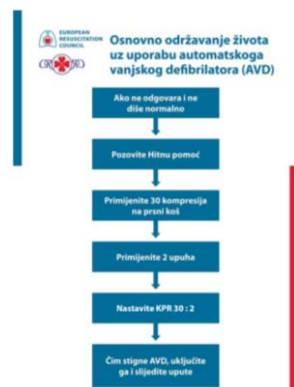 EUROPEAN
RESUSCITATION
COUNCIL
Osnovno održavanje života
uz uporabu automatskoga
vanjskog defibrilatora (AVD)
Ako ne odgovara i ne
diše normalno
Pozovite Hitnu pomoć
Primijenite 30 kompresija
na prsni koš
Primijenite 2 upuha
Nastavite KPR 30 : 2
Čim stigne AVD, uključite
ga i slijedite upute